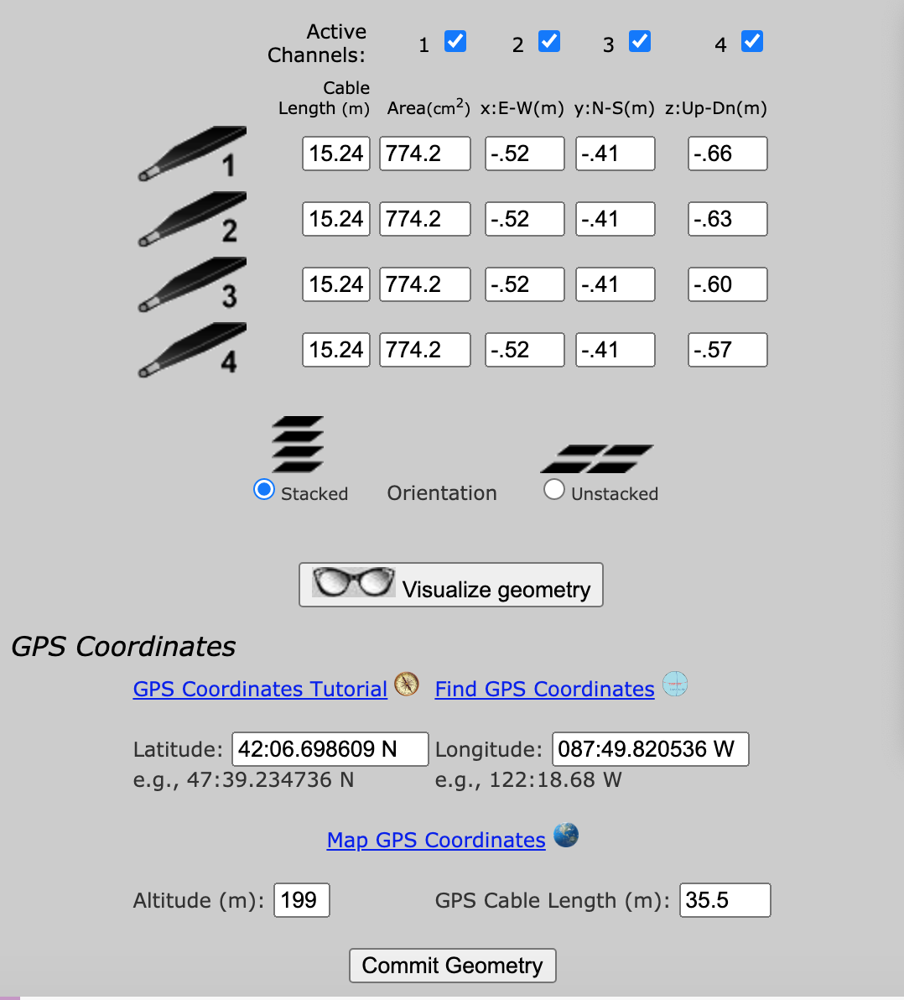 Active Channels: 1 2 3 4
Cable Length (m) Area(cm²) x:E-W(m) y:N-S(m) z:Up-Dn(m)
1 15.24 774.2 -.52 -.41 -.66
2 15.24 774.2 -.52 -.41 -.63
3 15.24 774.2 -.52 -.41 -.60
4 15.24 774.2 -.52 -.41 -.57
Stacked Orientation Unstacked
Visualize geometry
GPS Coordinates
GPS Coordinates Tutorial Find GPS Coordinates
Latitude: 42:06.698609 N Longitude: 087:49.820536 W
e.g., 47:39.234736 N e.g., 122:18.68 W
Map GPS Coordinates
Altitude (m): 199 GPS Cable Length (m): 35.5
Commit Geometry